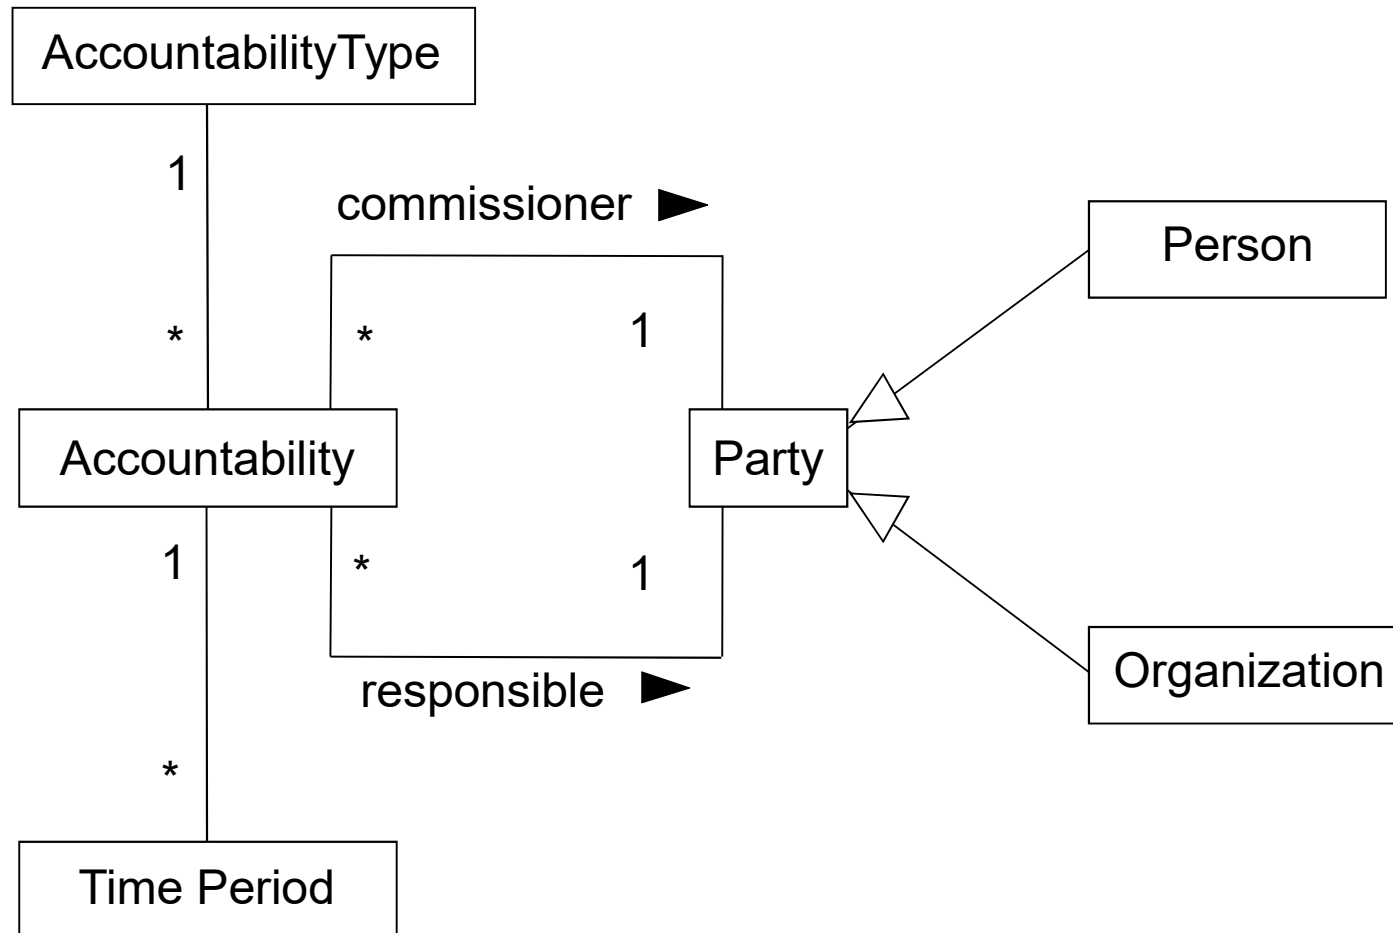 AccountabilityType
1
commissioner
Person
*
*
1
Accountability
Party
1
*
1
responsible
Organization
*
Time Period